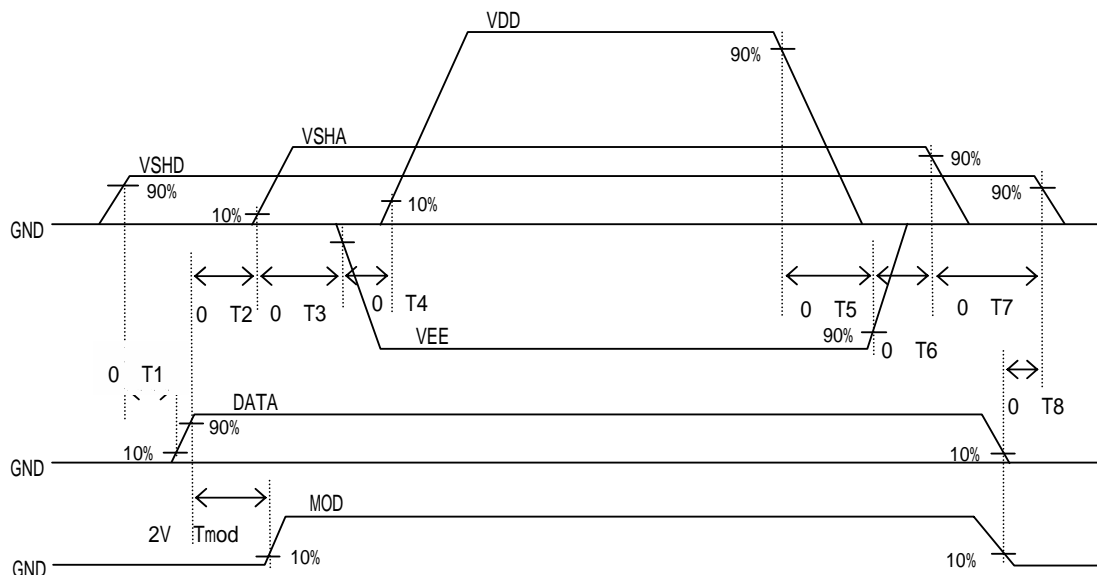 VDD
90%
VSHA
VSHD
90%
90%
90%
10%
10%
GND
0 T2
0 T3
0 T4
0 T5
0 T7
VEE
90%
0 T6
0 T1
DATA
0 T8
90%
10%
10%
GND
MOD
2V Tmod
10%
10%
GND